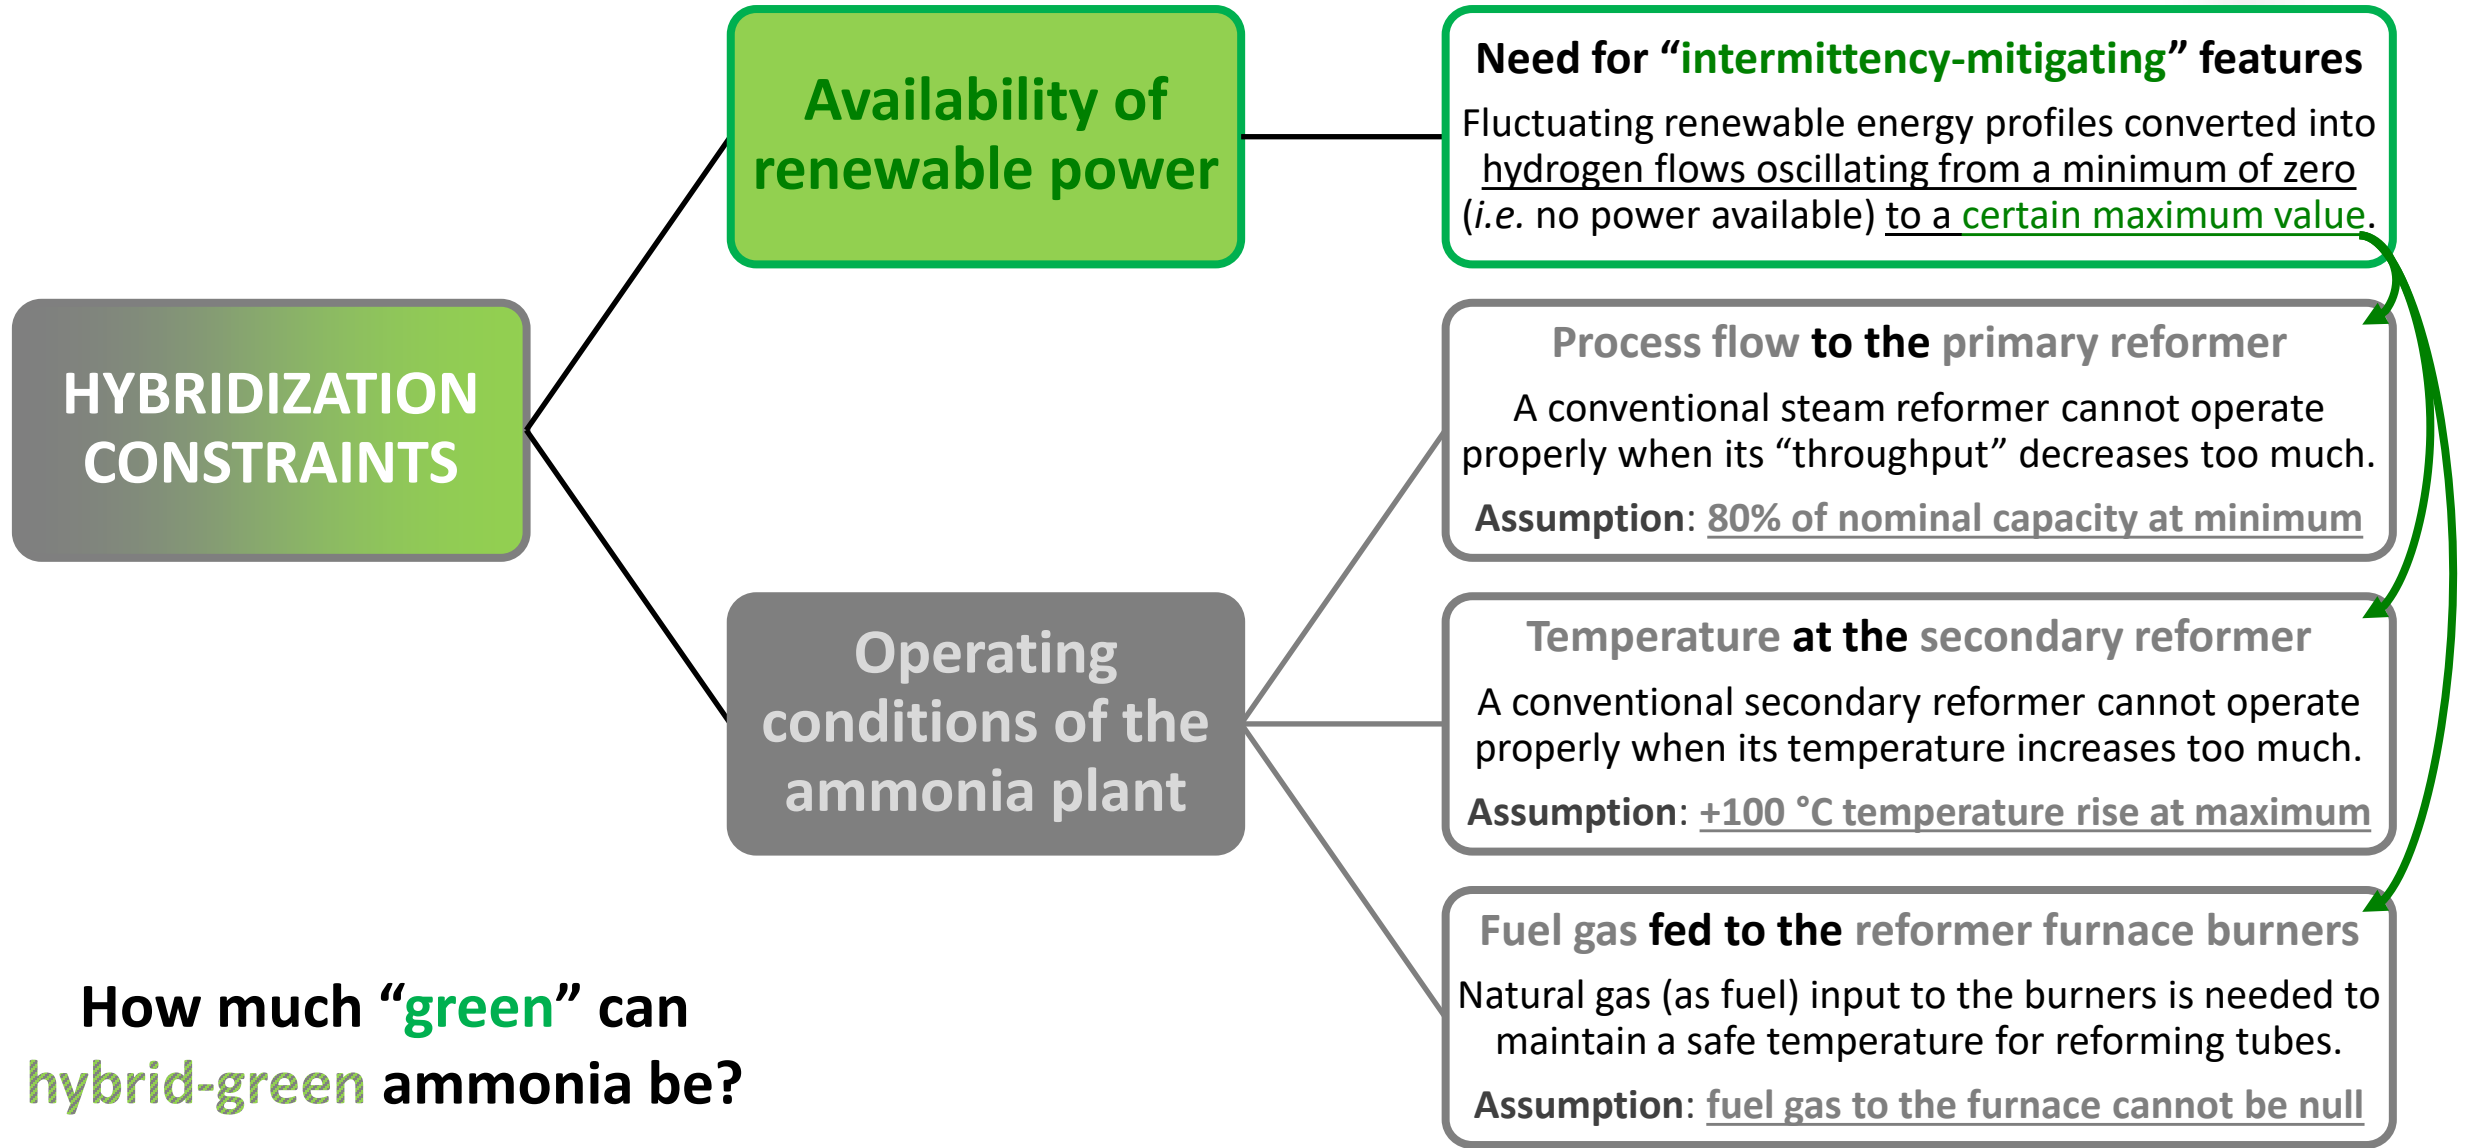 HYBRIDIZATION
CONSTRAINTS
Availability of
renewable power
Need for “intermittency-mitigating” features
Fluctuating renewable energy profiles converted into
hydrogen flows oscillating from a minimum of zero
(i.e. no power available) to a certain maximum value.
Operating
conditions of the
ammonia plant
Process flow to the primary reformer
A conventional steam reformer cannot operate
properly when its “throughput” decreases too much.
Assumption: 80% of nominal capacity at minimum
Temperature at the secondary reformer
A conventional secondary reformer cannot operate
properly when its temperature increases too much.
Assumption: +100 °C temperature rise at maximum
Fuel gas fed to the reformer furnace burners
Natural gas (as fuel) input to the burners is needed to
maintain a safe temperature for reforming tubes.
Assumption: fuel gas to the furnace cannot be null
How much “green” can
hybrid-green ammonia be?